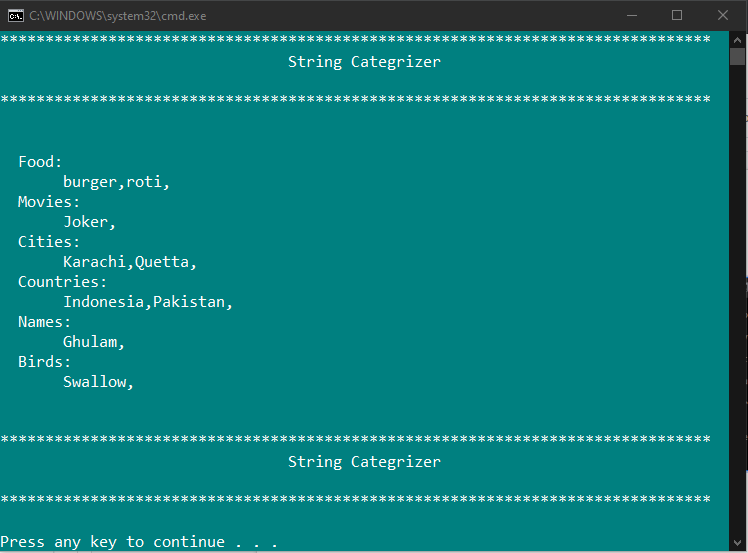 C:\WINDOWS\system32\cmd.exe
*******************************************************************************
String Categrizer
*******************************************************************************
Food:
burger,roti,
Movies:
Joker,
Cities:
Karachi,Quetta,
Countries:
Indonesia,Pakistan,
Names:
Ghulam,
Birds:
Swallow,
*******************************************************************************
String Categrizer
*******************************************************************************
Press any key to continue . . .